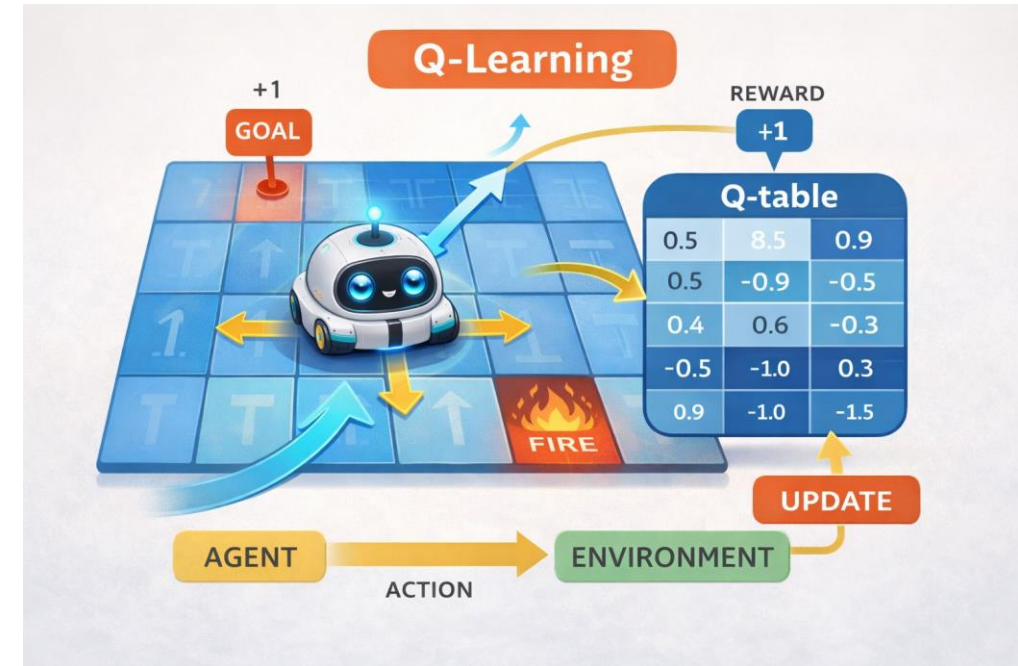 Q-Learning
+1
GOAL
REWARD
+1
Q-table
0.5 8.5 0.9
0.5 -0.9 -0.5
0.4 0.6 -0.3
-0.5 -1.0 0.3
0.9 -1.0 -1.5
FIRE
UPDATE
AGENT
ACTION
ENVIRONMENT